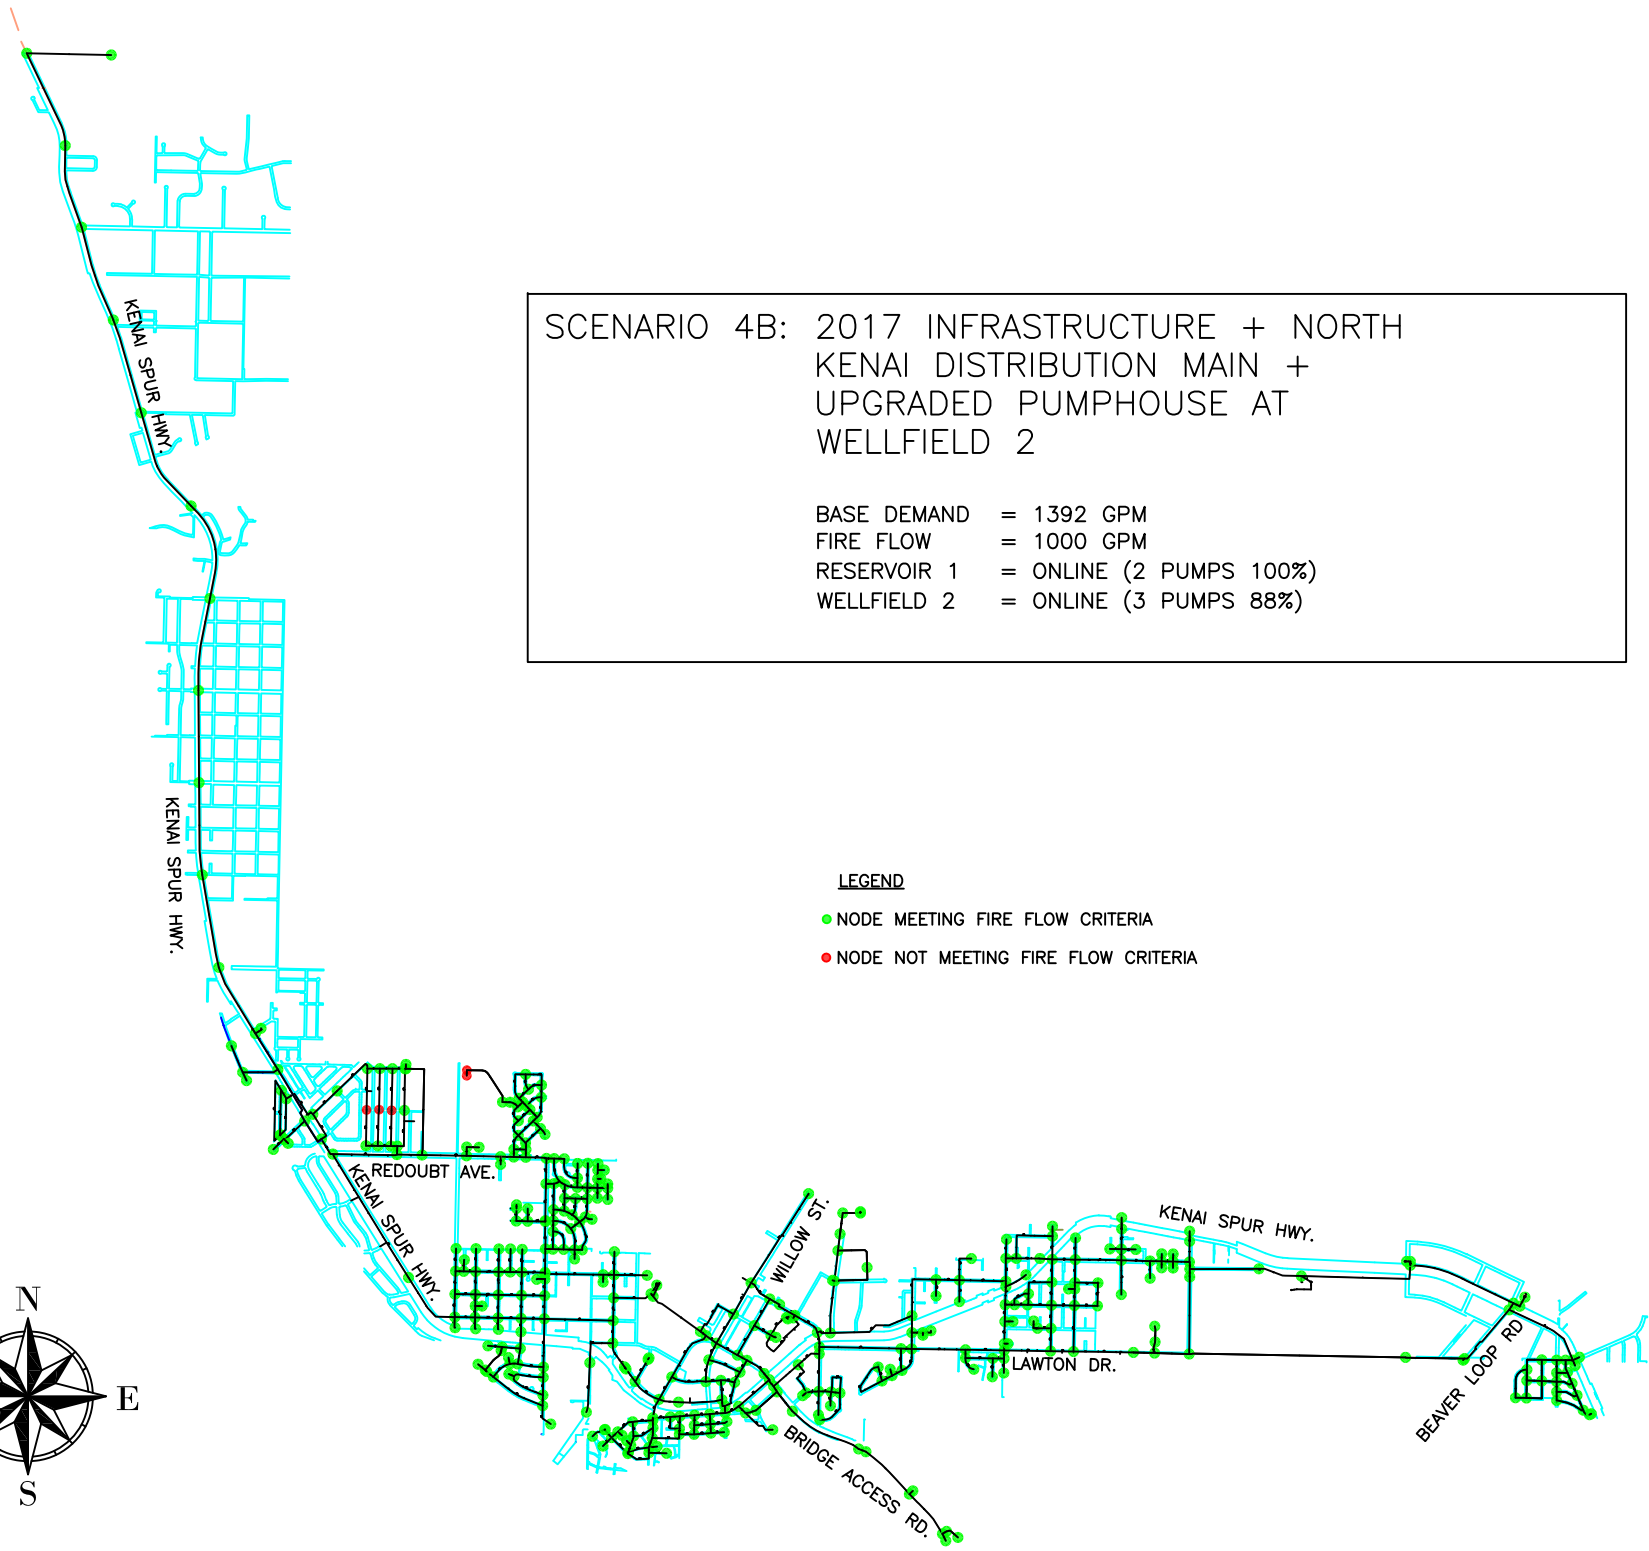 SCENARIO 4B: 2017 INFRASTRUCTURE + NORTH
KENAI DISTRIBUTION MAIN +
UPGRADED PUMPHOUSE AT
WELLFIELD 2
BASE DEMAND = 1392 GPM
FIRE FLOW = 1000 GPM
RESERVOIR 1 = ONLINE (2 PUMPS 100%)
WELLFIELD 2 = ONLINE (3 PUMPS 88%)
KENAI SPUR HWY.
KENAI SPUR HWY.
LEGEND
NODE MEETING FIRE FLOW CRITERIA
NODE NOT MEETING FIRE FLOW CRITERIA
REDOUBT AVE.
KENAI SPUR HWY.
WILLOW ST.
KENAI SPUR HWY.
LAWTON DR.
BEAVER LOOP RD
BRIDGE ACCESS RD.
N
E
S